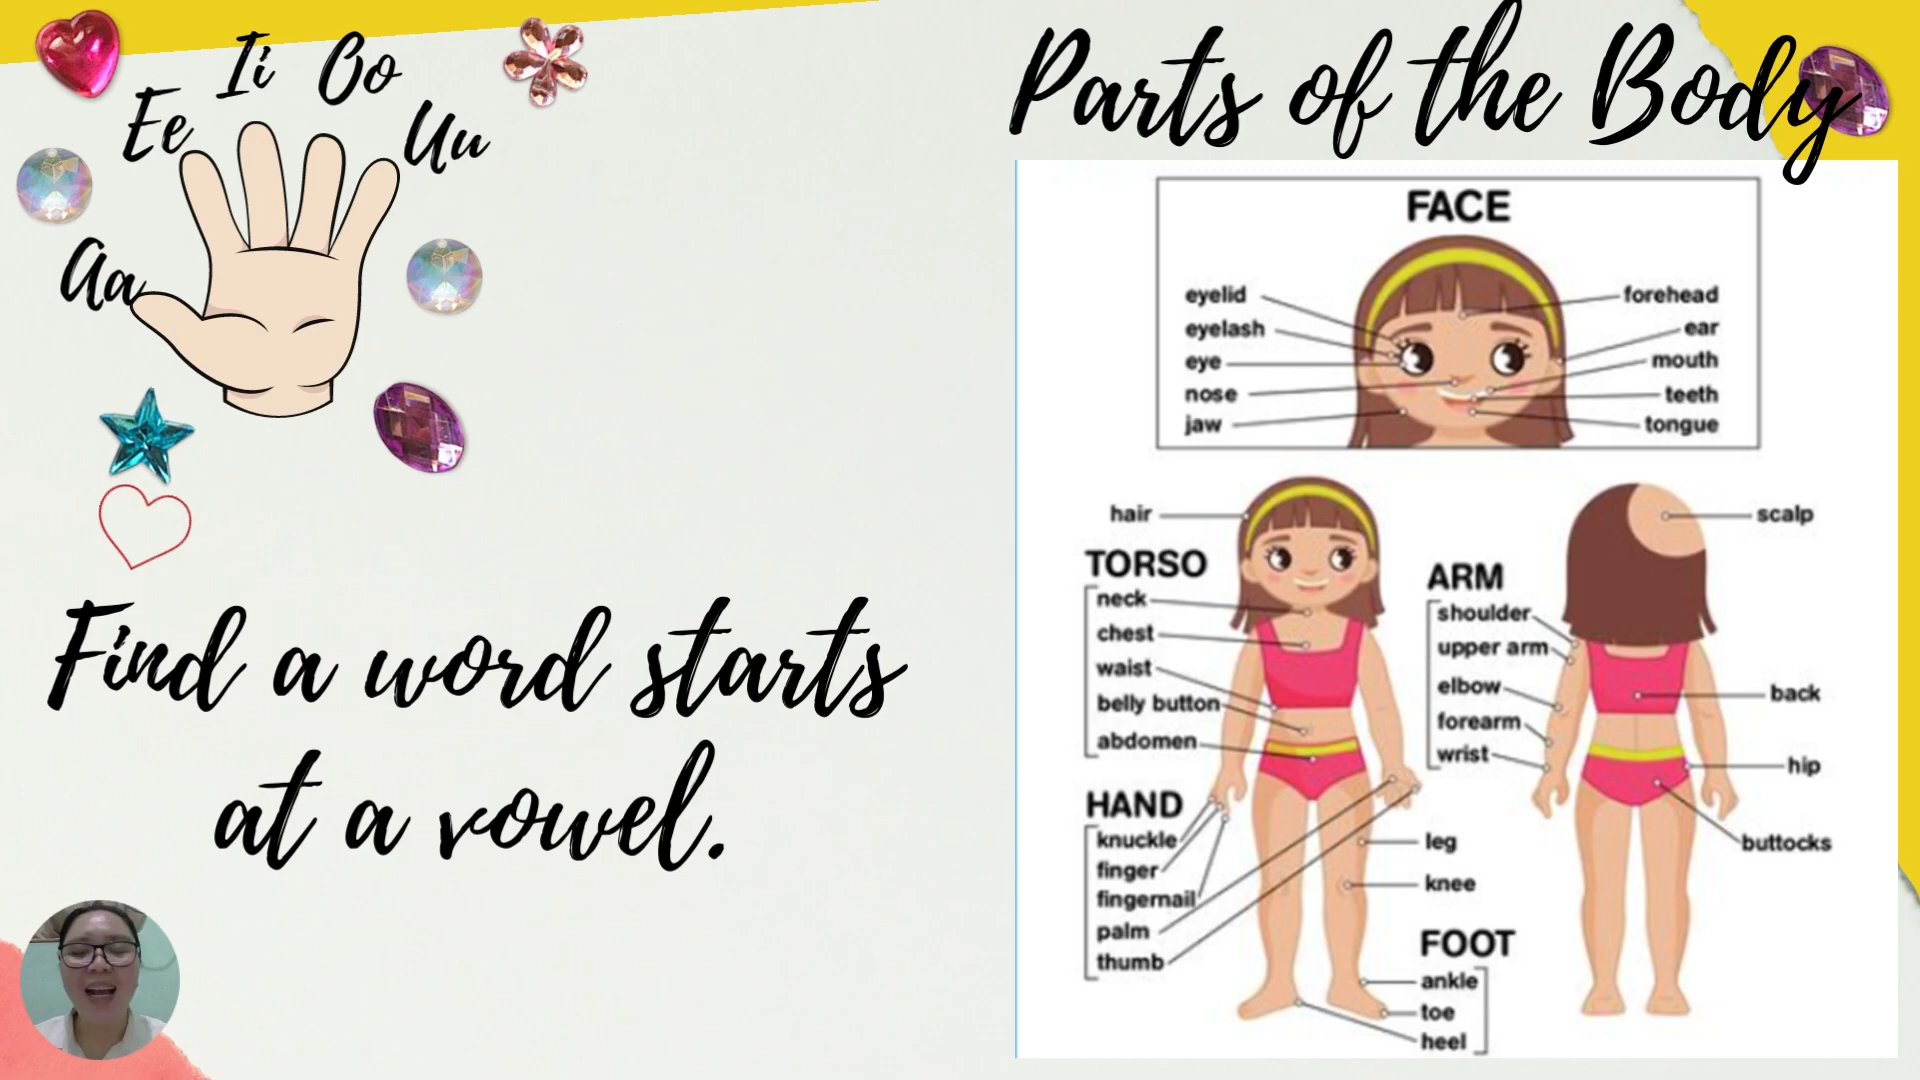 Ii Oo
Ee Uu
Aa
Find a word starts
at a vowel.
Parts of the Body
FACE
eyelid
eyelash
eye
nose
jaw
forehead
ear
mouth
teeth
tongue
hair
TORSO
neck
chest
waist
belly button
abdomen
HAND
knuckle
finger
fingernail
palm
thumb
leg
knee
FOOT
ankle
toe
heel
ARM
shoulder
upper arm
elbow
forearm
wrist
scalp
back
hip
buttocks